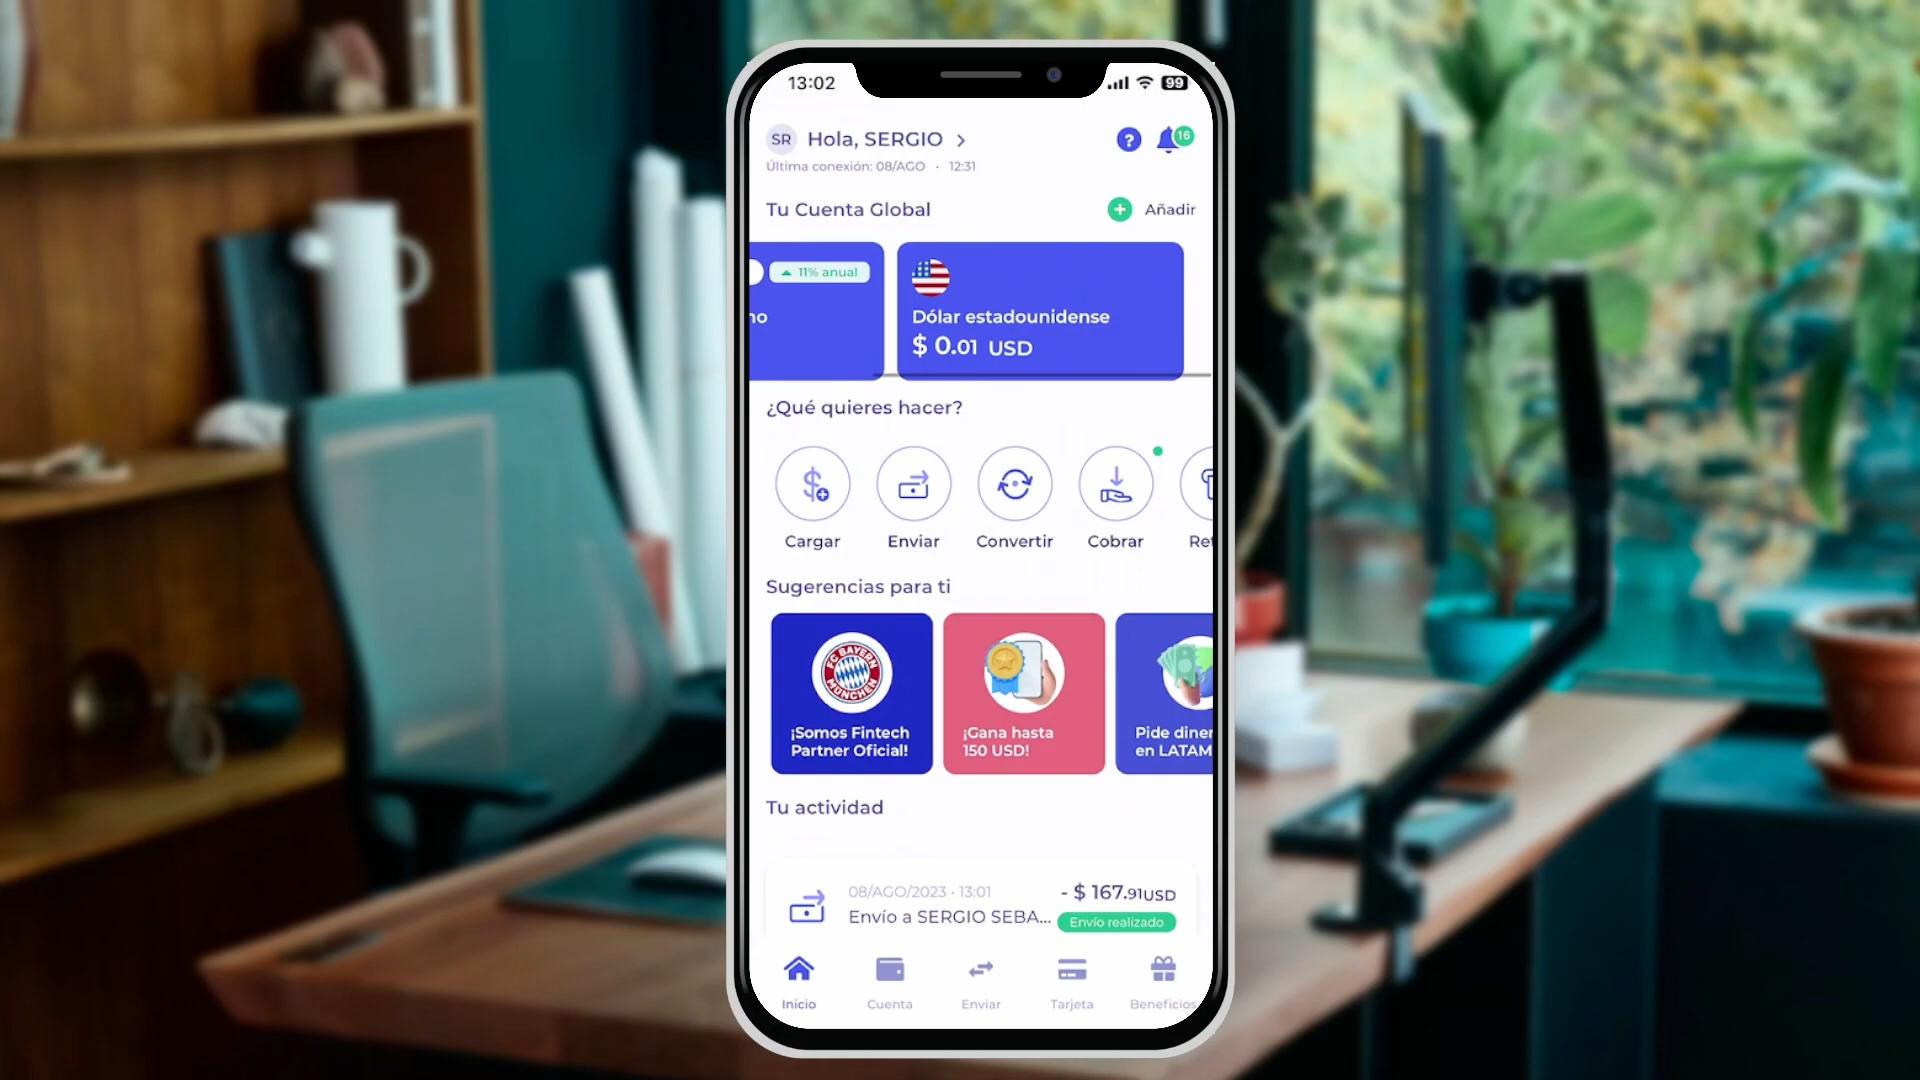 13:02
99
SR Hola, SERGIO
?
16
Última conexión: 08/AGO · 12:31
Tu Cuenta Global
Añadir
11% anual
Dólar estadounidense
$ 0.01 USD
¿Qué quieres hacer?
Cargar
Enviar
Convertir
Cobrar
Ret
Sugerencias para ti
FC BAYERN
MÜNCHEN
¡Somos Fintech
Partner Oficial!
¡Gana hasta
150 USD!
Pide diner
en LATAM
Tu actividad
08/AGO/2023 · 13:01
- $ 167.91USD
Envío a SERGIO SEBA...
Envío realizado
Inicio
Cuenta
Enviar
Tarjeta
Beneficios